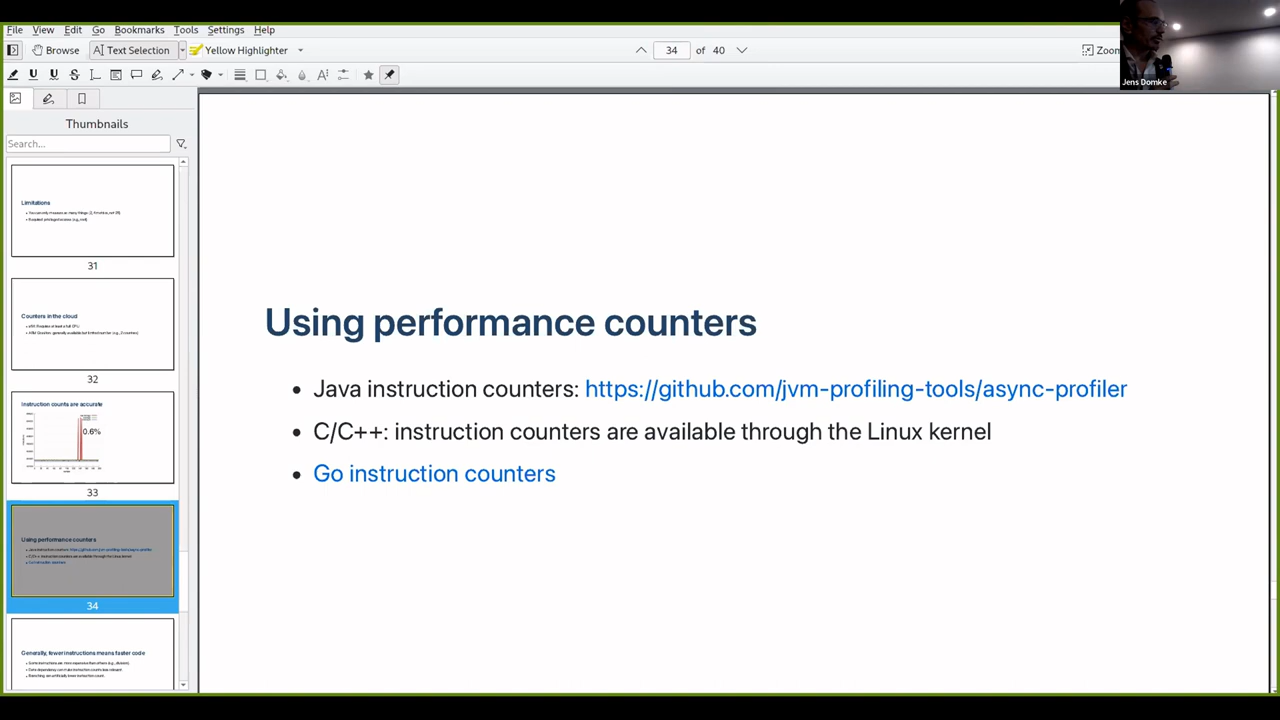 File View Edit Go Bookmarks Tools Settings Help
Browse Text Selection Yellow Highlighter 34 of 40 Zoom
Jens Domke
Thumbnails
Search...
Limitations
31
Counters in the cloud
32
Instruction counts are accurate
0.6%
33
Using performance counters
34
Generally, fewer instructions means faster code
Using performance counters
Java instruction counters: https://github.com/jvm-profiling-tools/async-profiler
C/C++: instruction counters are available through the Linux kernel
Go instruction counters